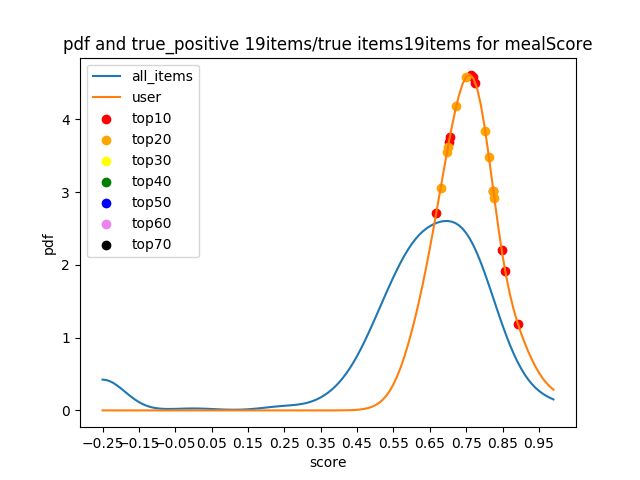 pdf and true_positive 19items/true items19items for mealScore
all_items
user
top10
top20
top30
top40
top50
top60
top70
pdf
4
3
2
1
0
−0.25 −0.15 −0.05 0.05 0.15 0.25 0.35 0.45 0.55 0.65 0.75 0.85 0.95
score